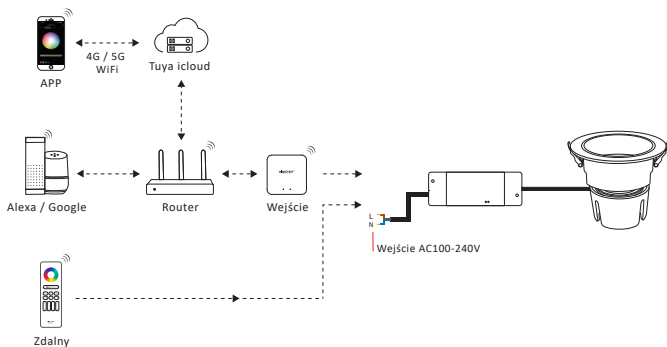 4G / 5G
WiFi
APP
Tuya icloud
Alexa / Google
Router
Wejście
L
N
Wejście AC100-240V
Zdalny